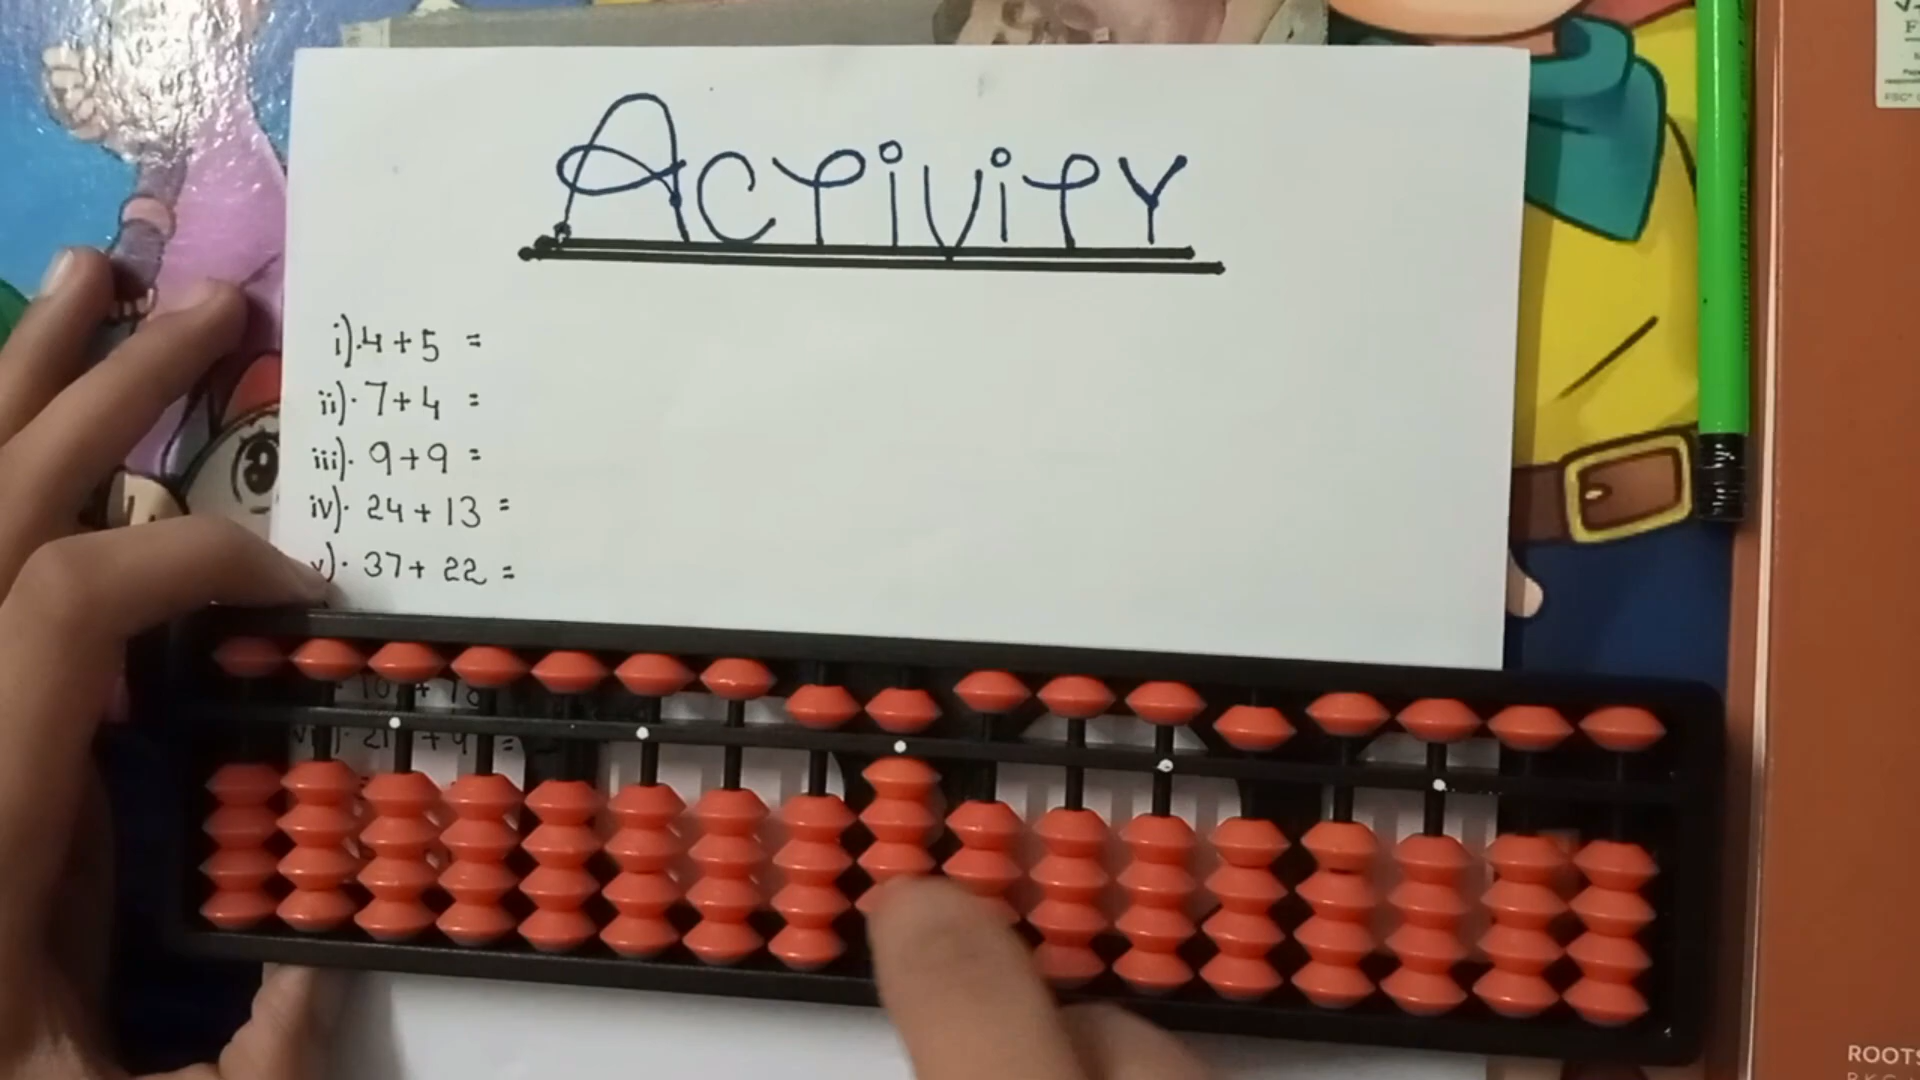 ACTiViTY
i). 4 + 5 =
ii). 7 + 4 =
iii). 9 + 9 =
iv). 24 + 13 =
v). 37 + 22 =
ROOTS